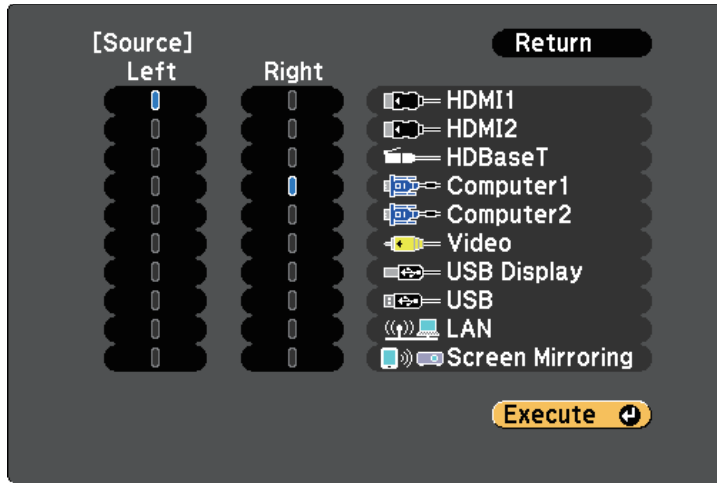 [Source]
Return
Left Right
HDMI1
HDMI2
HDBaseT
Computer1
Computer2
Video
USB Display
USB
LAN
Screen Mirroring
Execute